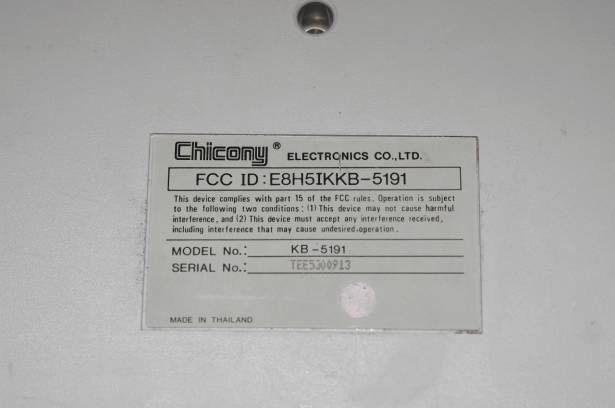 Chicony® ELECTRONICS CO.,LTD.
FCC ID:E8H5IKKB-5191
This device complies with part 15 of the FCC rules. Operation is subject
to the following two conditions: (1) This device may not cause harmful
interference, and (2) This device must accept any interference received,
including interference that may cause undesired.operation.
MODEL No.: KB-5191
SERIAL No.:
MADE IN THAILAND